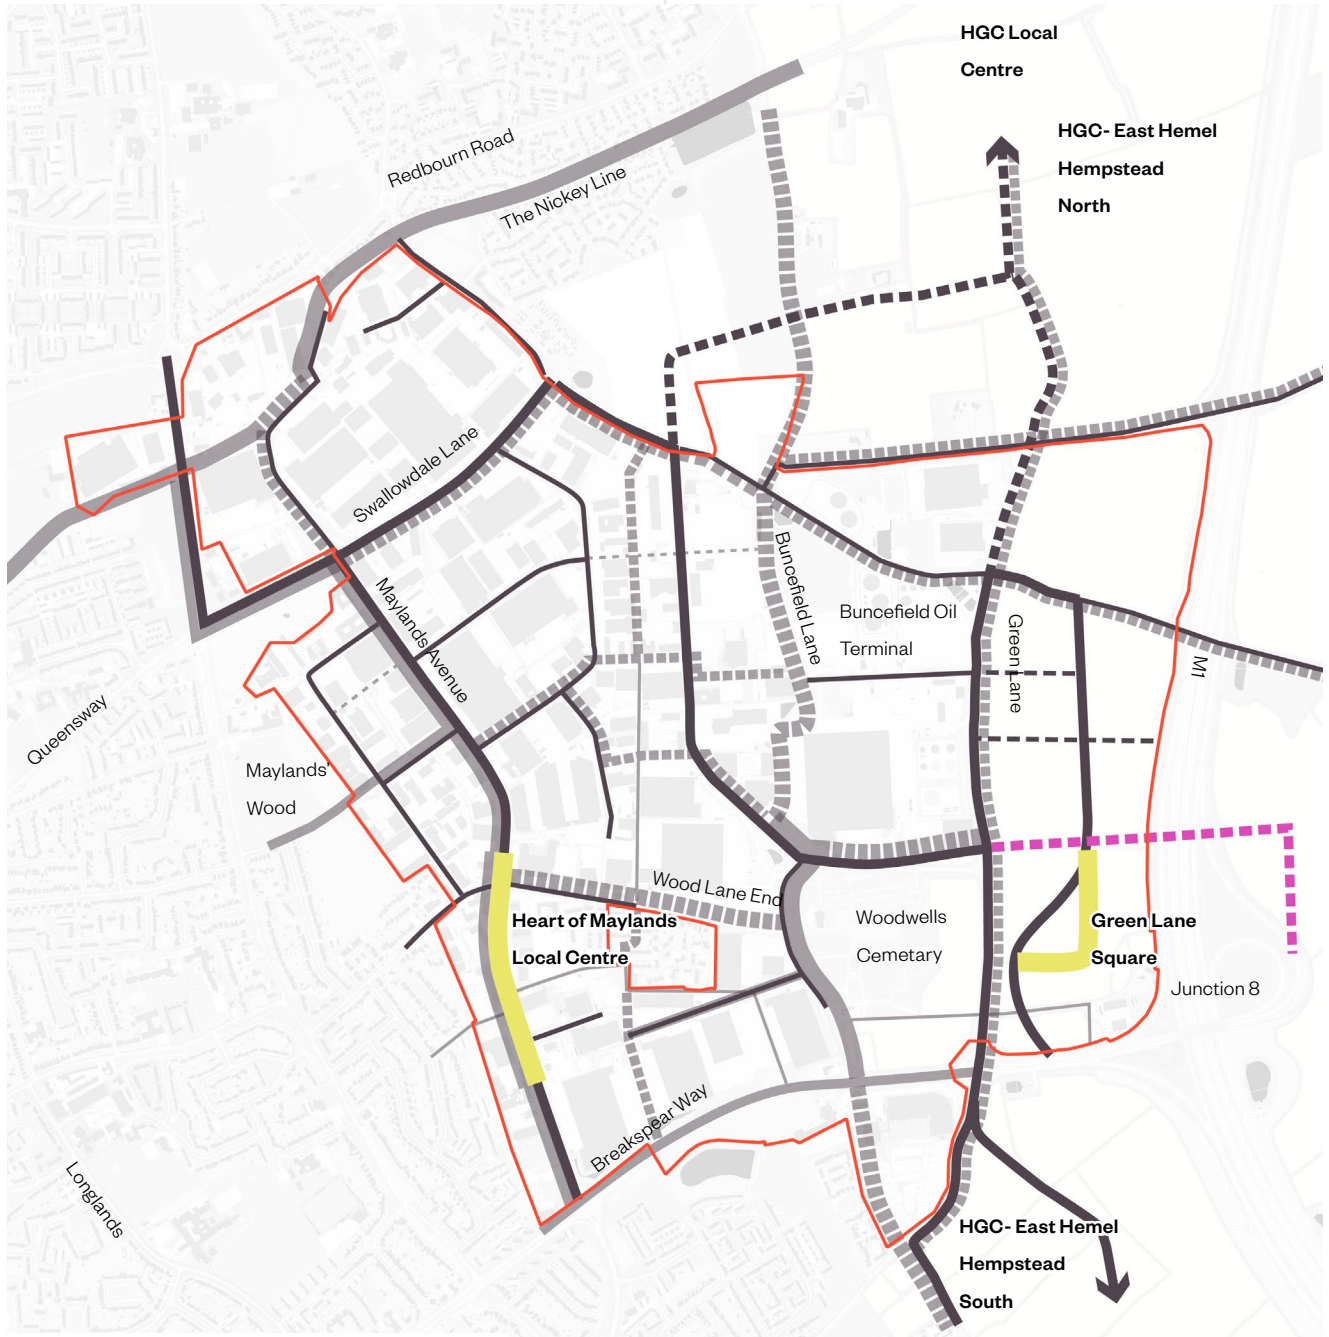 HGC Local
Centre
HGC- East Hemel
Hempstead
North
Redbourn Road
The Nickey Line
Swallowdale Lane
Maylands Avenue
Buncefield Lane
Buncefield Oil
Terminal
Green Lane
M1
Queensway
Maylands'
Wood
Wood Lane End
Heart of Maylands
Local Centre
Woodwells
Cemetary
Green Lane
Square
Junction 8
Breakspear Way
Longlands
HGC- East Hemel
Hempstead
South